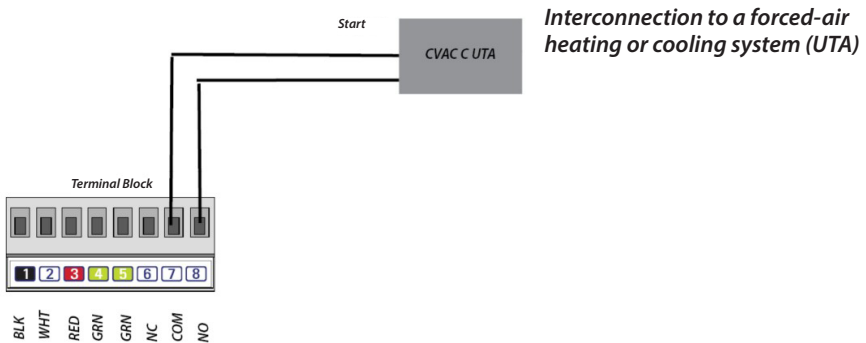 Start
Interconnection to a forced-air
heating or cooling system (UTA)
CVAC C UTA
Terminal Block
1 2 3 4 5 6 7 8
BLK WHT RED GRN GRN NC COM NO